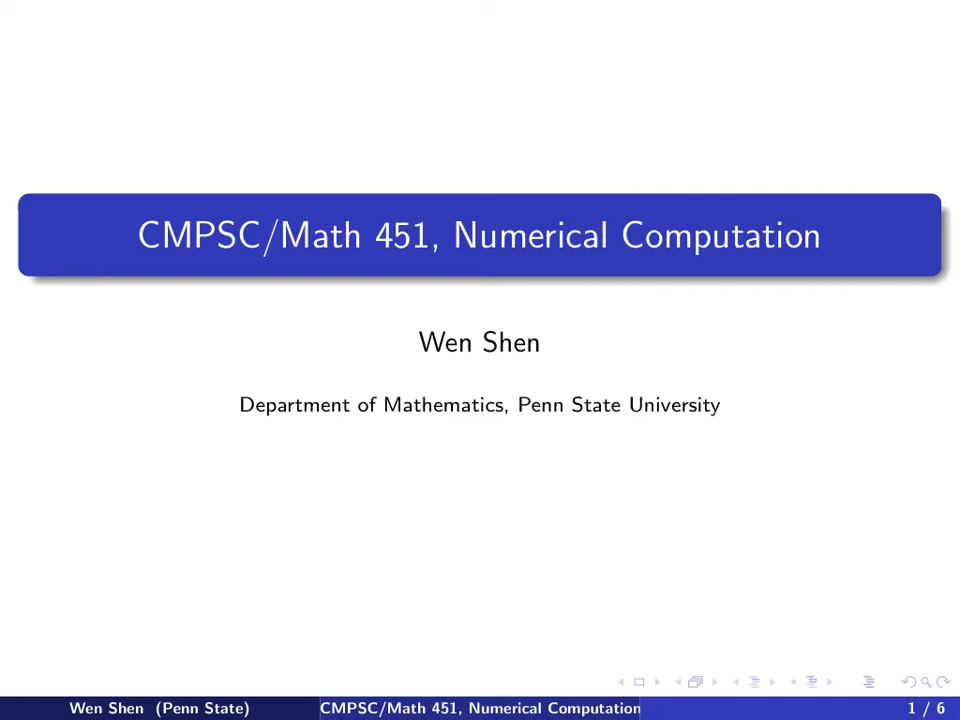 CMPSC/Math 451, Numerical Computation
Wen Shen
Department of Mathematics, Penn State University
Wen Shen (Penn State) CMPSC/Math 451, Numerical Computation 1 / 6